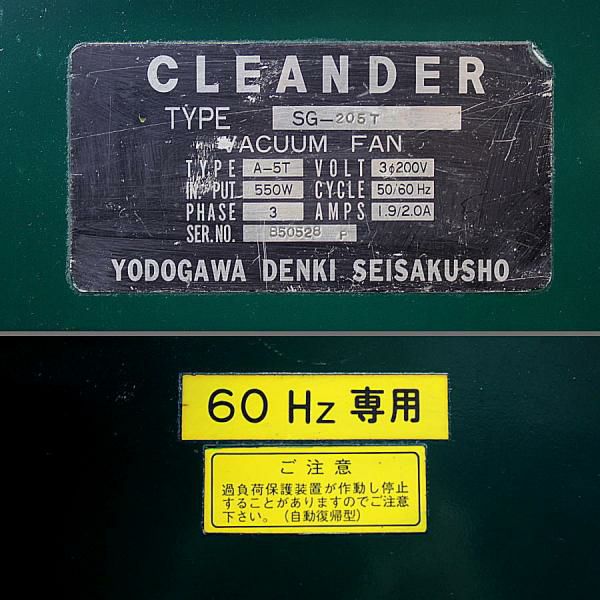 CLEANDER
TYPE SG-205T
VACUUM FAN
TYPE A-5T VOLT 3φ200V
IN. PUT 550W CYCLE 50/60 Hz
PHASE 3 AMPS 1.9/2.0A
SER.NO. 850528 P
YODOGAWA DENKI SEISAKUSHO
60 Hz 専用
ご注意
過負荷保護装置が作動し停止
することがありますのでご注意
下さい。(自動復帰型)